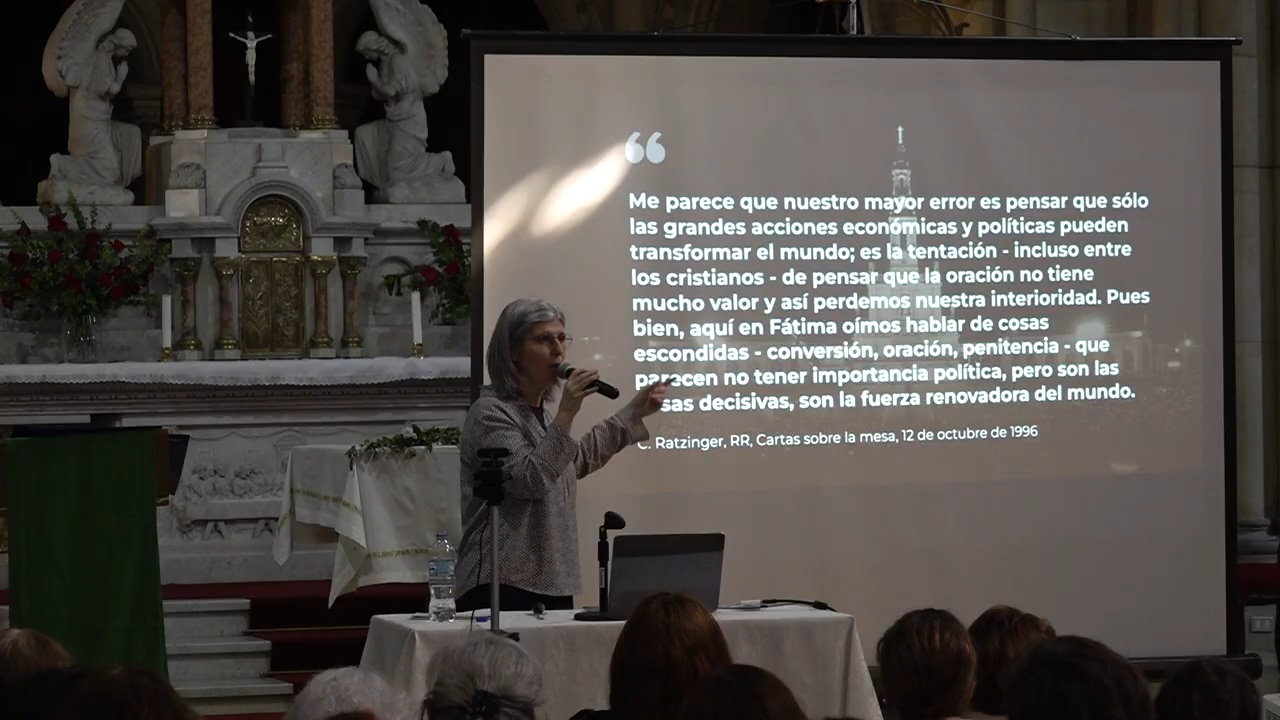 “
Me parece que nuestro mayor error es pensar que sólo
las grandes acciones económicas y políticas pueden
transformar el mundo; es la tentación - incluso entre
los cristianos - de pensar que la oración no tiene
mucho valor y así perdemos nuestra interioridad. Pues
bien, aquí en Fátima oímos hablar de cosas
escondidas - conversión, oración, penitencia - que
parecen no tener importancia política, pero son las
sas decisivas, son la fuerza renovadora del mundo.
C. Ratzinger, RR, Cartas sobre la mesa, 12 de octubre de 1996